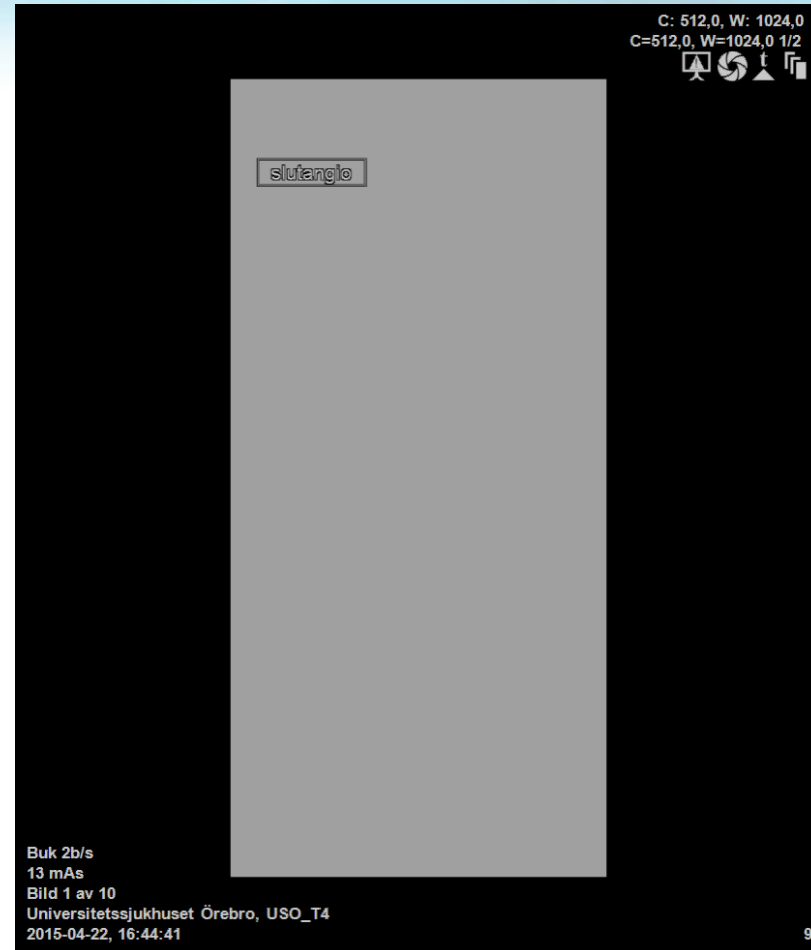 C: 512,0, W: 1024,0
C=512,0, W=1024,0 1/2
t
slutangio
Buk 2b/s
13 mAs
Bild 1 av 10
Universitetssjukhuset Örebro, USO_T4
2015-04-22, 16:44:41
9